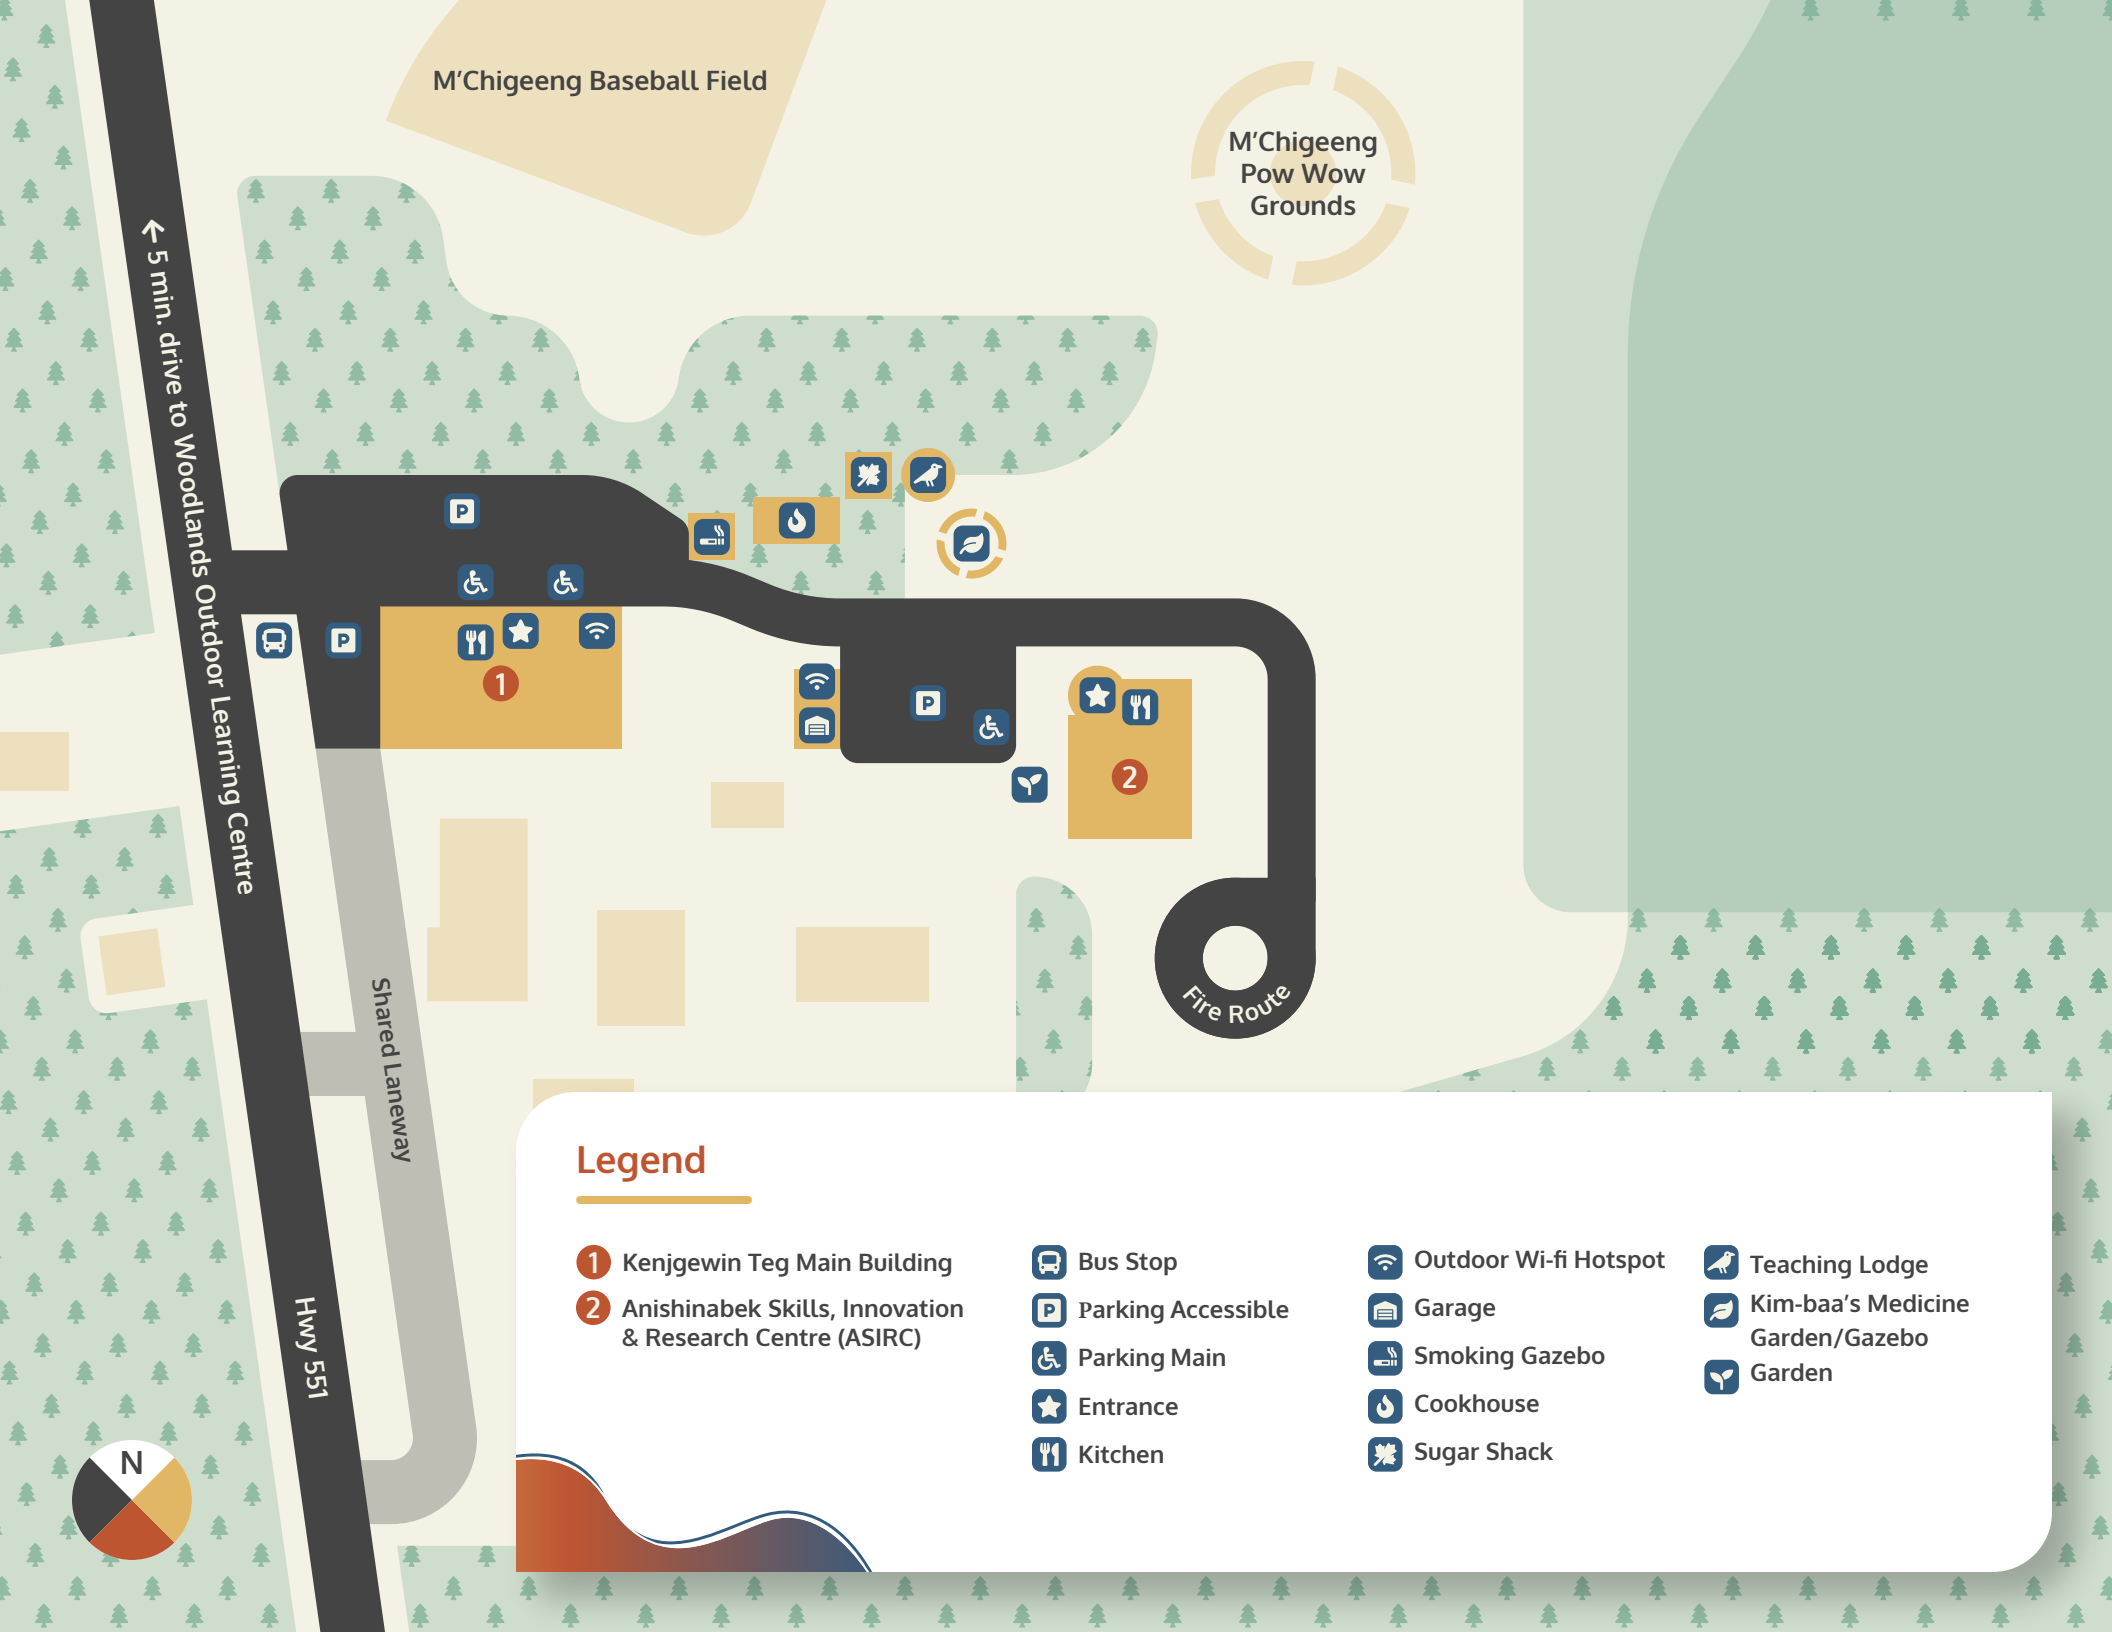 M'Chigeeng Baseball Field
M'Chigeeng
Pow Wow
Grounds
← 5 min. drive to Woodlands Outdoor Learning Centre
P
P
1
P
2
Fire Route
Shared Laneway
Hwy 551
N
Legend
1 Kenjgewin Teg Main Building
2 Anishinabek Skills, Innovation
& Research Centre (ASIRC)
Bus Stop
P Parking Accessible
Parking Main
Entrance
Kitchen
Outdoor Wi-fi Hotspot
Garage
Smoking Gazebo
Cookhouse
Sugar Shack
Teaching Lodge
Kim-baa's Medicine
Garden/Gazebo
Garden